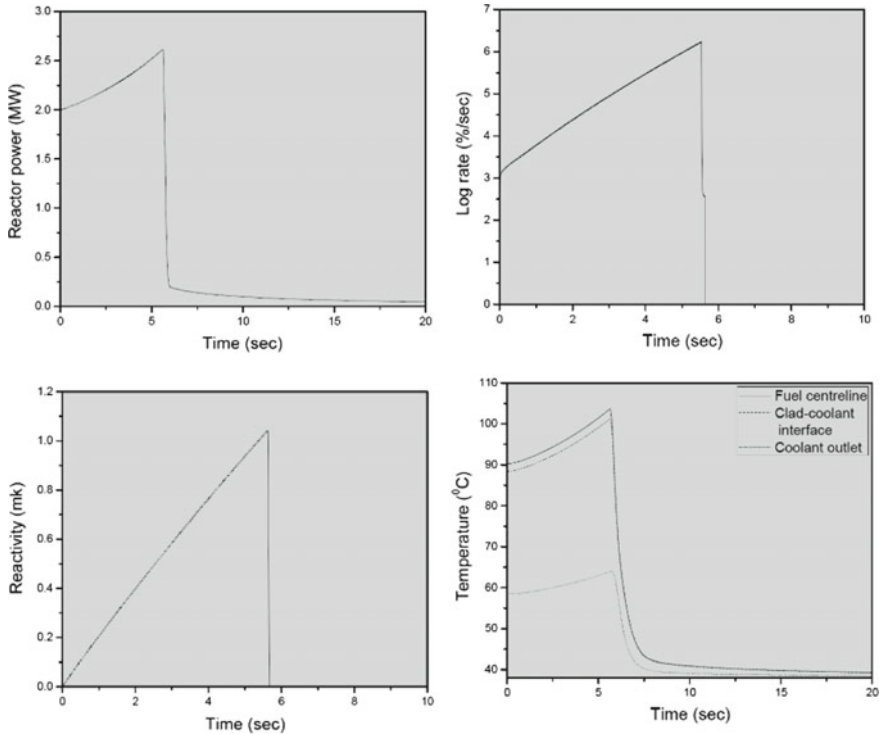 3.0
2.5
2.0
1.5
1.0
0.5
0.0
Reactor power (MW)
0 5 10 15 20
Time (sec)
7
6
5
4
3
2
1
0
Log rate (%/sec)
0 2 4 6 8 10
Time (sec)
1.2
1.0
0.8
0.6
0.4
0.2
0.0
Reactivity (mk)
0 2 4 6 8 10
Time (sec)
110
100
90
80
70
60
50
40
Temperature (⁰C)
Fuel centreline
Clad-coolant
interface
Coolant outlet
0 5 10 15 20
Time (sec)